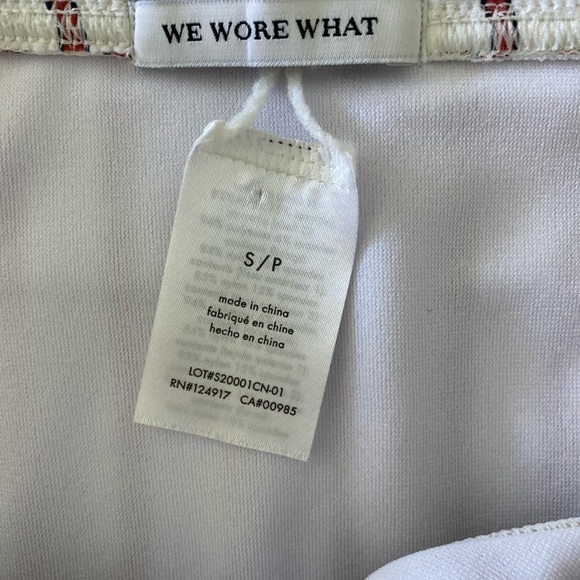 WE WORE WHAT
S/P
made in china
fabriqué en chine
hecho en china
LOT#S20001CN-01
RN#124917 CA#00985